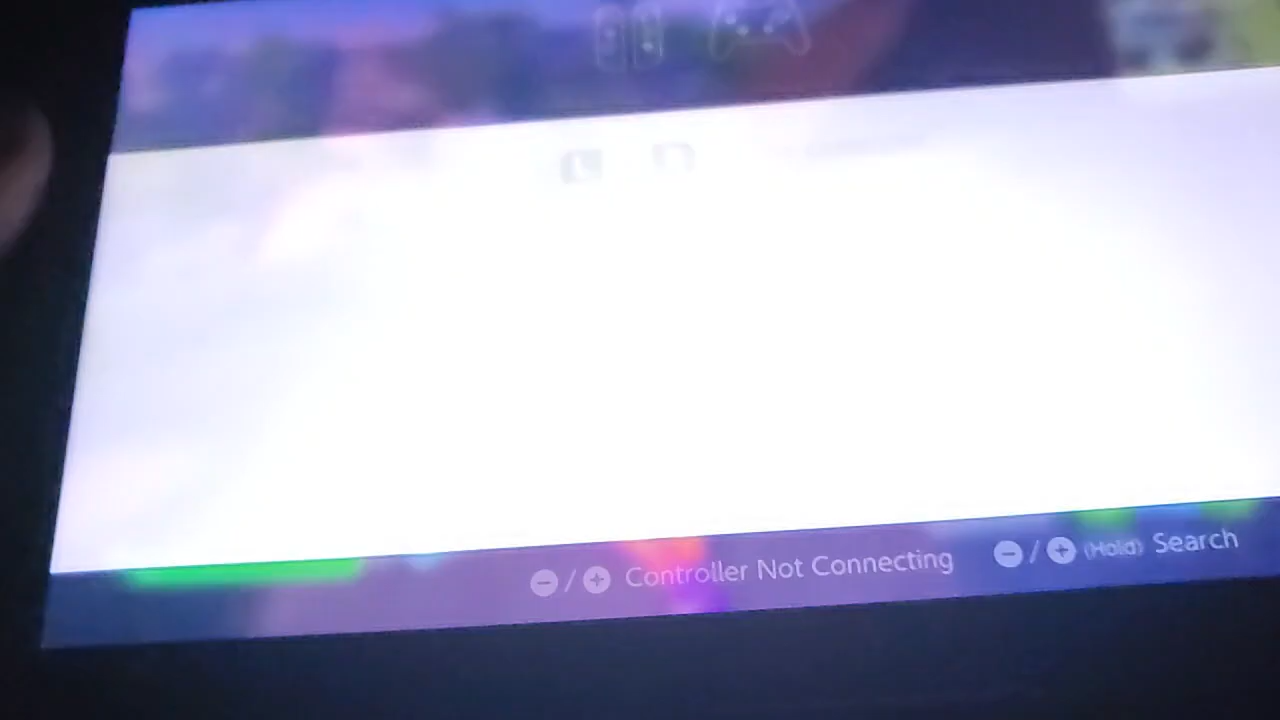 L
−/+ Controller Not Connecting −/+ (Hold) Search